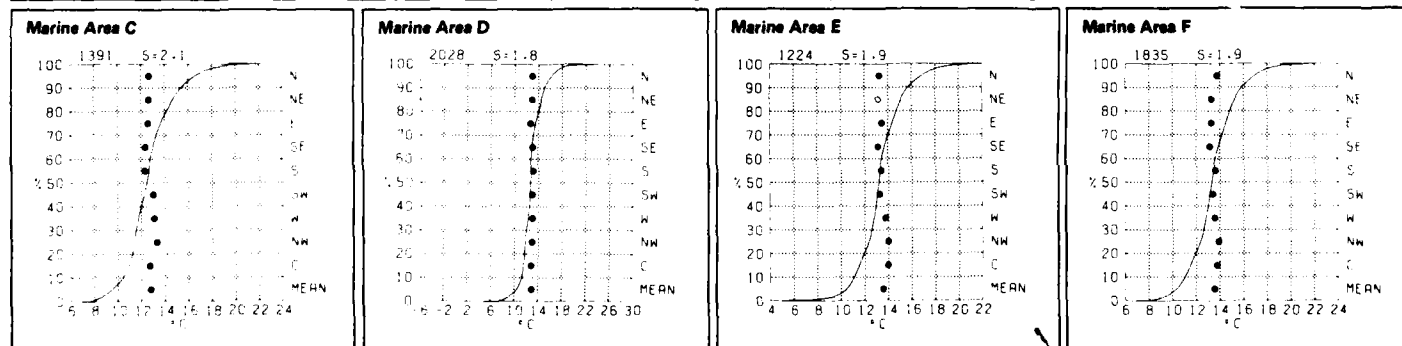 Marine Area C
1391 S=2.1
100
90
80
70
60
% 50
40
30
20
10
0
N
NE
E
SE
S
SW
W
NW
C
MEAN
6 8 10 12 14 16 18 20 22 24
°C
Marine Area D
2028 S=1.8
100
90
80
70
60
% 50
40
30
20
10
0
N
NE
E
SE
S
SW
W
NW
C
MEAN
-6 -2 2 6 10 14 18 22 26 30
°C
Marine Area E
1224 S=1.9
100
90
80
70
60
% 50
40
30
20
10
0
N
NE
E
SE
S
SW
W
NW
C
MEAN
4 6 8 10 12 14 16 18 20 22
°C
Marine Area F
1835 S=1.9
100
90
80
70
60
% 50
40
30
20
10
0
N
NE
E
SE
S
SW
W
NW
C
MEAN
6 8 10 12 14 16 18 20 22 24
°C